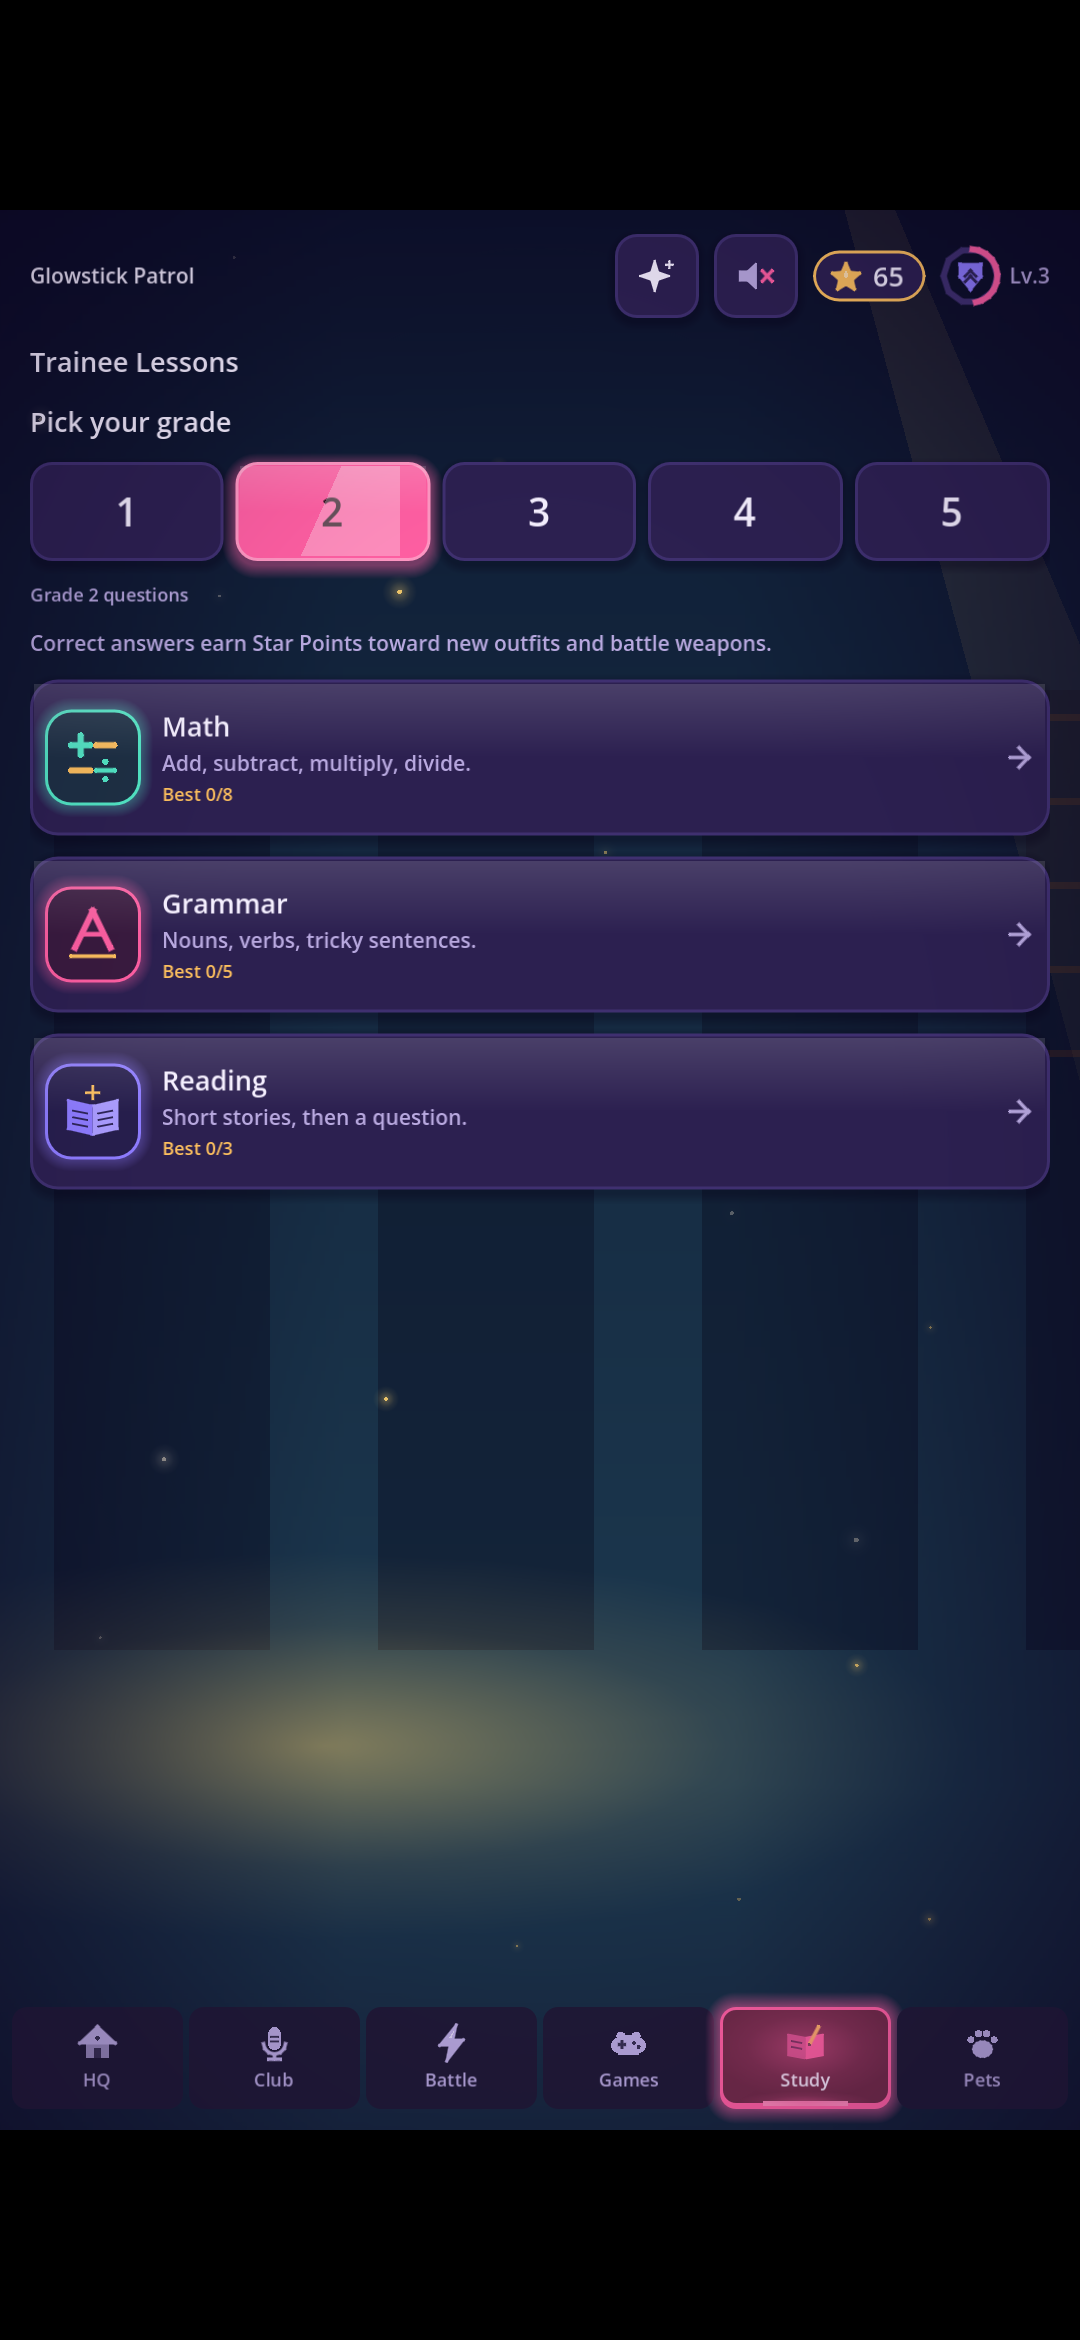 Glowstick Patrol
65
Lv.3
Trainee Lessons
Pick your grade
1 2 3 4 5
Grade 2 questions
Correct answers earn Star Points toward new outfits and battle weapons.
Math
Add, subtract, multiply, divide.
Best 0/8
Grammar
Nouns, verbs, tricky sentences.
Best 0/5
Reading
Short stories, then a question.
Best 0/3
HQ Club Battle Games Study Pets